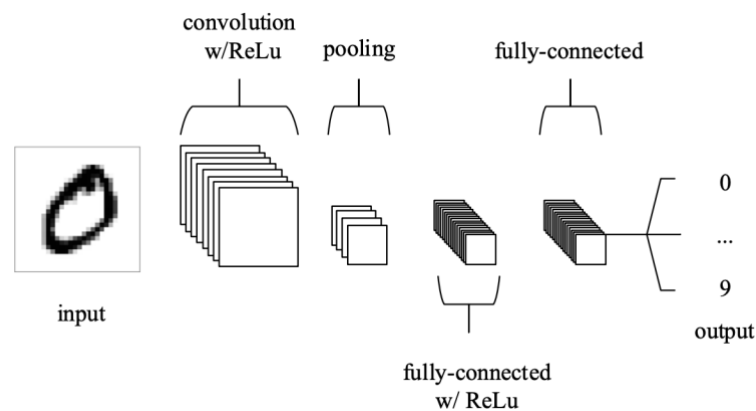 convolution
w/ReLu
pooling
fully-connected
input
fully-connected
w/ ReLu
0
...
9
output